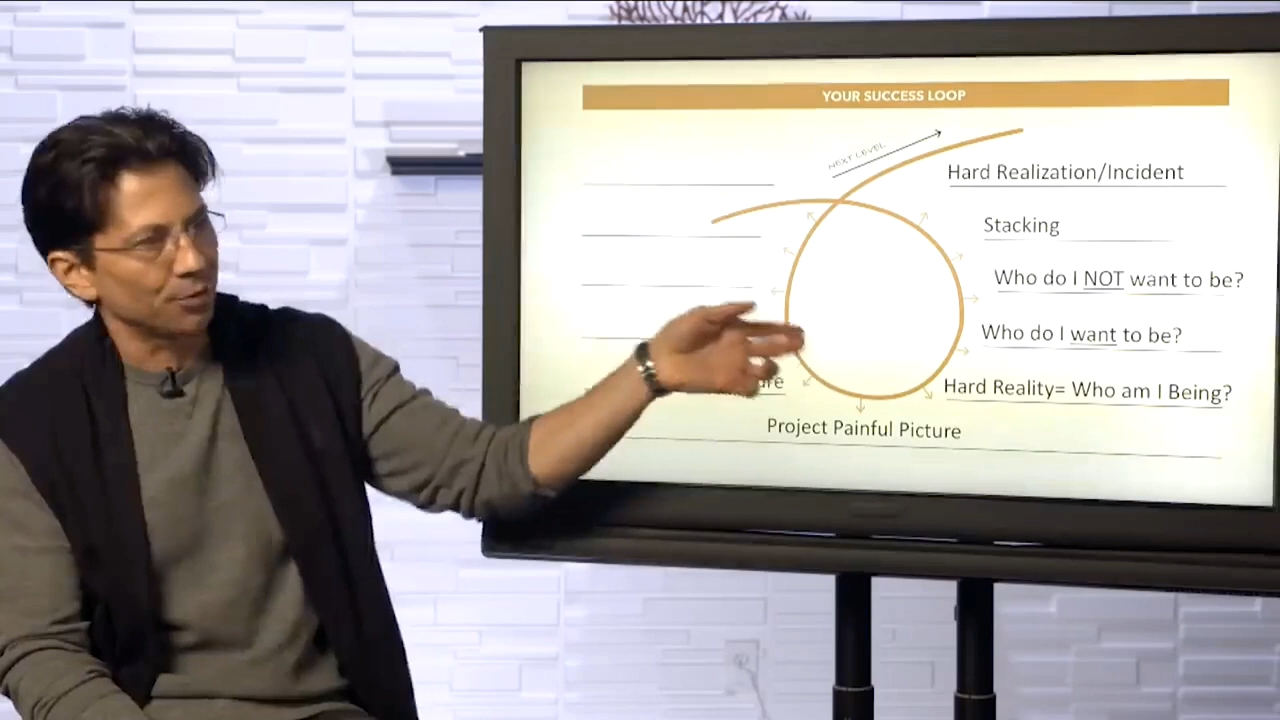 YOUR SUCCESS LOOP
NEXT LEVEL
Hard Realization/Incident
Stacking
Who do I NOT want to be?
Who do I want to be?
Hard Reality= Who am I Being?
Project Painful Picture